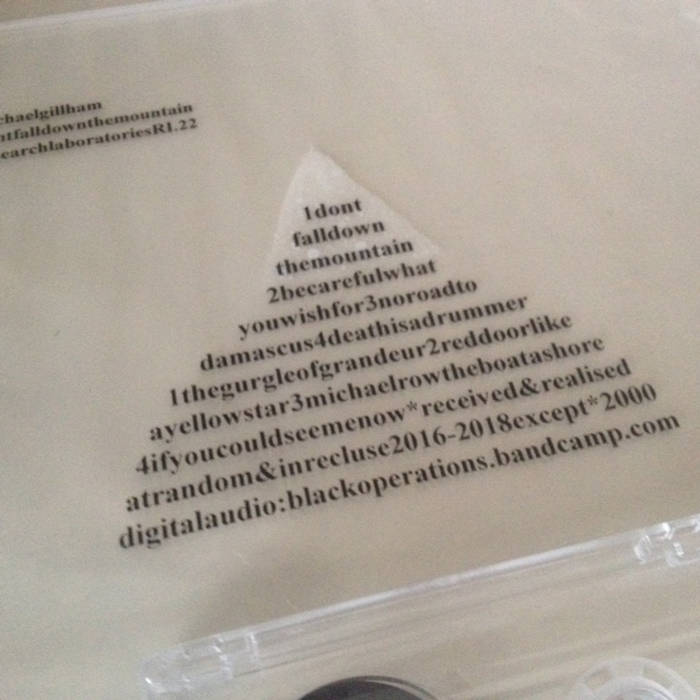 chaelgillham
ntfalldownthemountain
earchlaboratoriesRL22
1dont
falldown
themountain
2becarefulwhat
youwishfor3noroadto
damascus4deathisadrummer
1thegurgleofgrandeur2reddoorlike
ayellowstar3michaelrowtheboatashore
4ifyoucouldseemenow*received&realised
atrandom&inrecluse2016-2018except*2000
digitalaudio:blackoperations.bandcamp.com